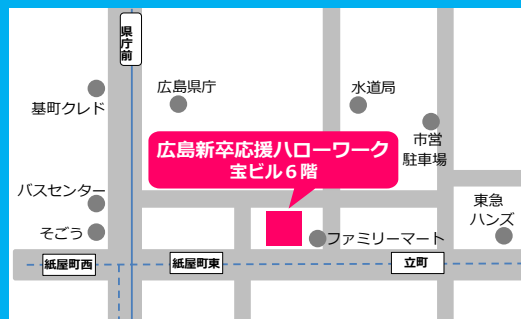 県庁前
基町クレド
広島県庁
水道局
市営
駐車場
広島新卒応援ハローワーク
宝ビル６階
バスセンター
東急
ハンズ
そごう
ファミリーマート
紙屋町西
紙屋町東
立町